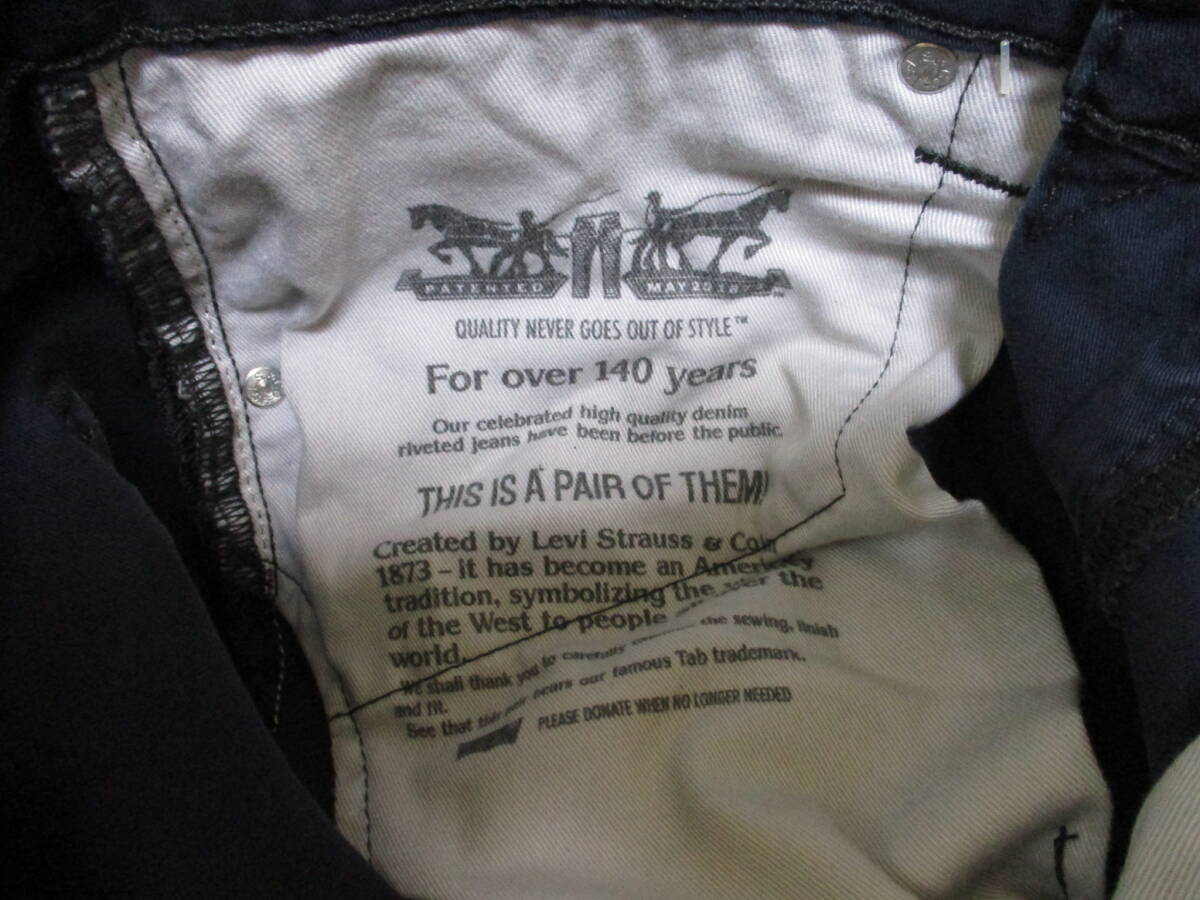 PATENTED MAY 20 18
QUALITY NEVER GOES OUT OF STYLE™
For over 140 years
Our celebrated high quality denim
riveted jeans have been before the public.
THIS IS A PAIR OF THEM!
Created by Levi Strauss & Co. in
1873 – it has become an
tradition, symbolizing the the
of the West to people the
world.
We shall thank you to carefully the sewing, finish
and fit.
See that this bears our famous Tab trademark.
PLEASE DONATE WHEN NO LONGER NEEDED